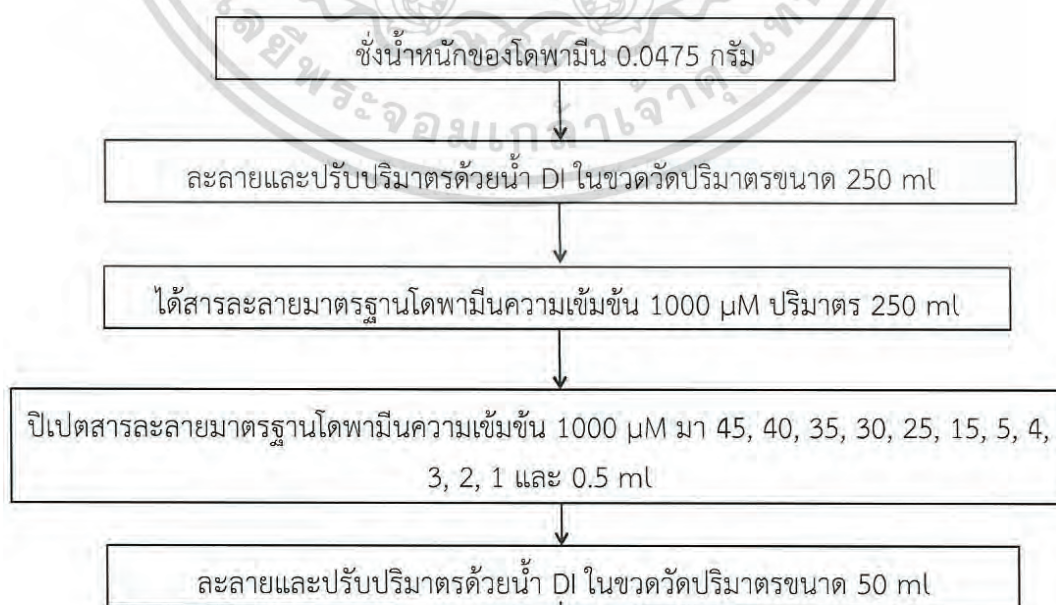 ชั่งน้ำหนักของโดพามีน 0.0475 กรัม
ละลายและปรับปริมาตรด้วยน้ำ DI ในขวดวัดปริมาตรขนาด 250 ml
ได้สารละลายมาตรฐานโดพามีนความเข้มข้น 1000 µM ปริมาตร 250 ml
ปิเปตสารละลายมาตรฐานโดพามีนความเข้มข้น 1000 µM มา 45, 40, 35, 30, 25, 15, 5, 4,
3, 2, 1 และ 0.5 ml
ละลายและปรับปริมาตรด้วยน้ำ DI ในขวดวัดปริมาตรขนาด 50 ml